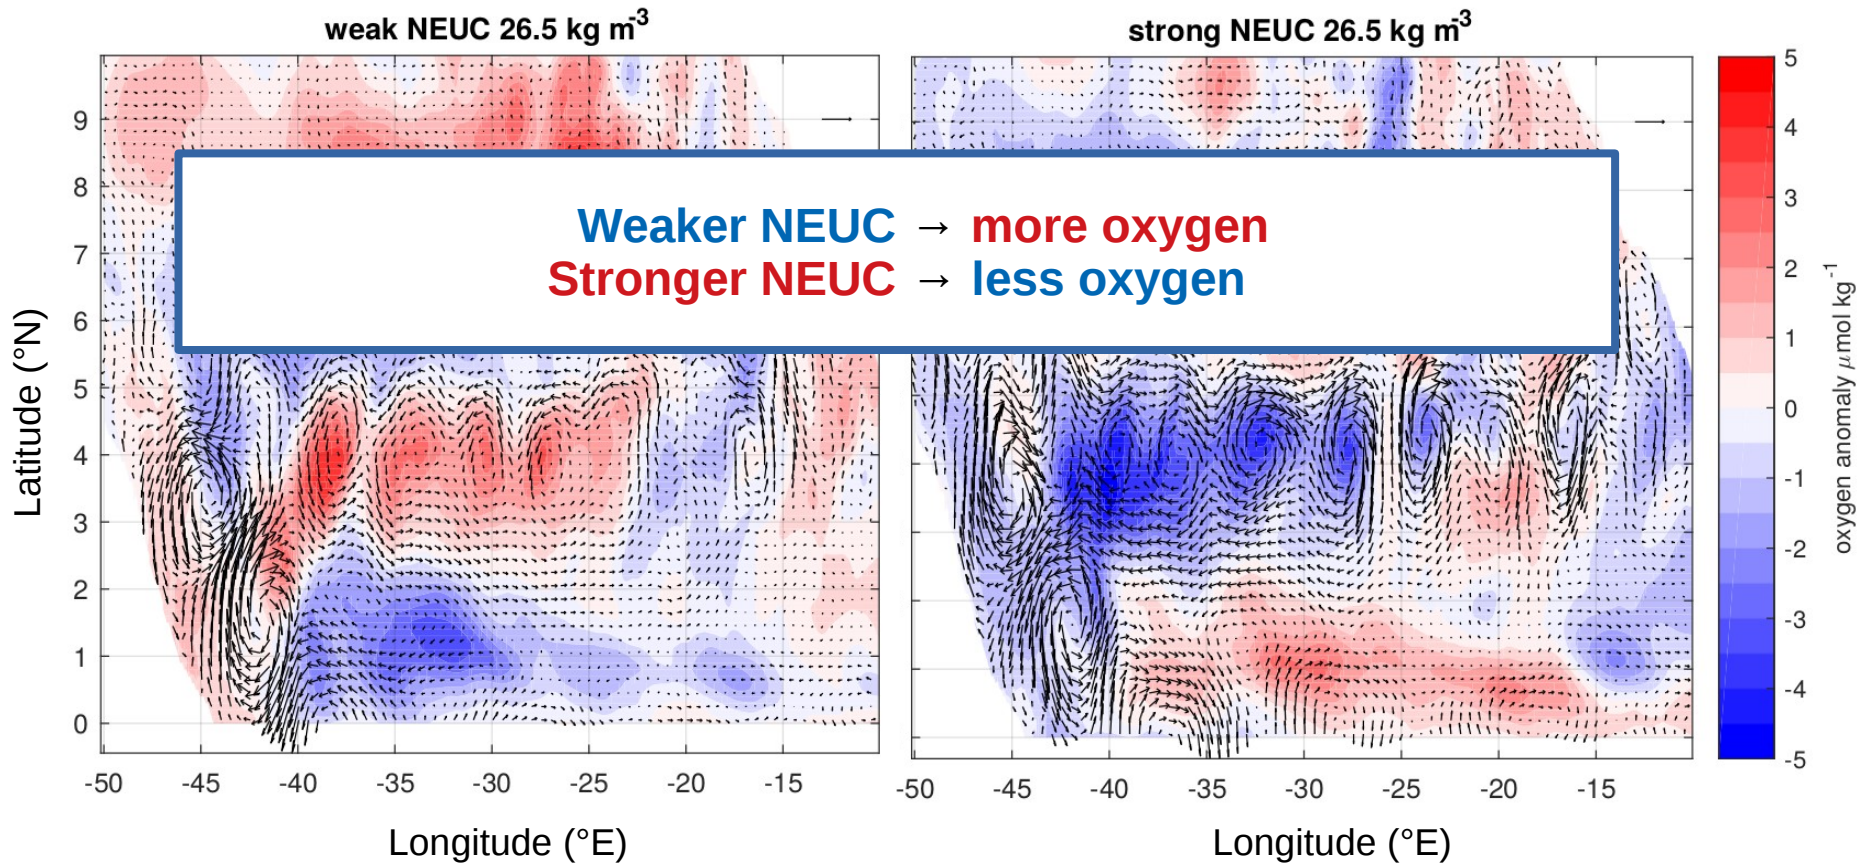 weak NEUC 26.5 kg m-3
strong NEUC 26.5 kg m-3
Weaker NEUC → more oxygen
Stronger NEUC → less oxygen
Latitude (°N)
9
8
7
6
5
4
3
2
1
0
-50 -45 -40 -35 -30 -25 -20 -15
Longitude (°E)
-50 -45 -40 -35 -30 -25 -20 -15
Longitude (°E)
5
4
3
2
1
0
-1
-2
-3
-4
-5
oxygen anomaly μmol kg-1